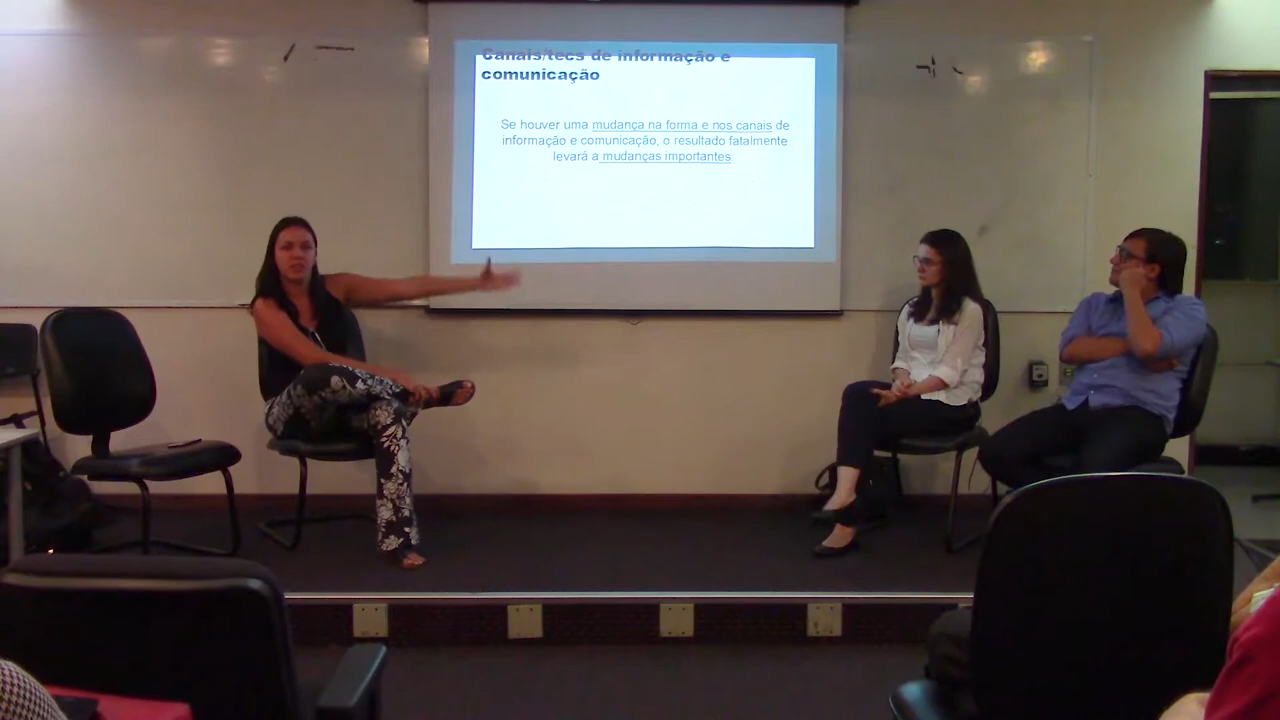 Canais/tecs de informação e
comunicação
Se houver uma mudança na forma e nos canais de
informação e comunicação, o resultado fatalmente
levará a mudanças importantes